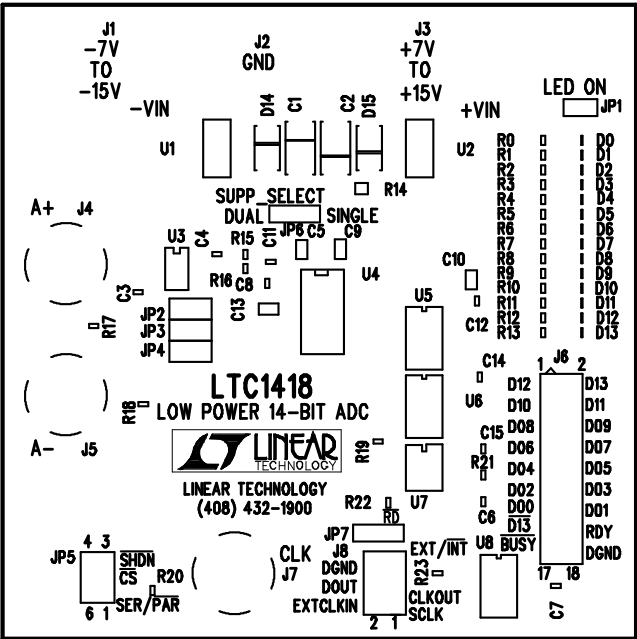 J1
-7V
TO
-15V
J2
GND
J3
+7V
TO
+15V
LED ON
JP1
-VIN
D14
C1
C2
D15
+VIN
U1
U2
R0 D0
R1 D1
R2 D2
R3 D3
R4 D4
R5 D5
R6 D6
R7 D7
R8 D8
R9 D9
R10 D10
R11 D11
R12 D12
R13 D13
R14
SUPP_SELECT
DUAL SINGLE
JP6 C5 C9
A+ J4
U3
C4
R15
C11
R16
C8
U4
C10
C3
C13
U5
C12
JP2
JP3
JP4
R17
C14
1 J6 2
LTC1418
LOW POWER 14-BIT ADC
R18
U6
D12 D13
D10 D11
D08 D09
D06 D07
D04 D05
D02 D03
D00 D01
D13 RDY
BUSY DGND
17 18
C15
R21
C6
U8
C7
A- J5
LINEAR
TECHNOLOGY
R19
LINEAR TECHNOLOGY
(408) 432-1900
U7
R22
RD
JP7
4 3
JP5
SHDN
CS
6 1
SER/PAR
R20
CLK
J7
J8
DGND
DOUT
EXTCLKIN
2 1
EXT/INT
R23
CLKOUT
SCLK